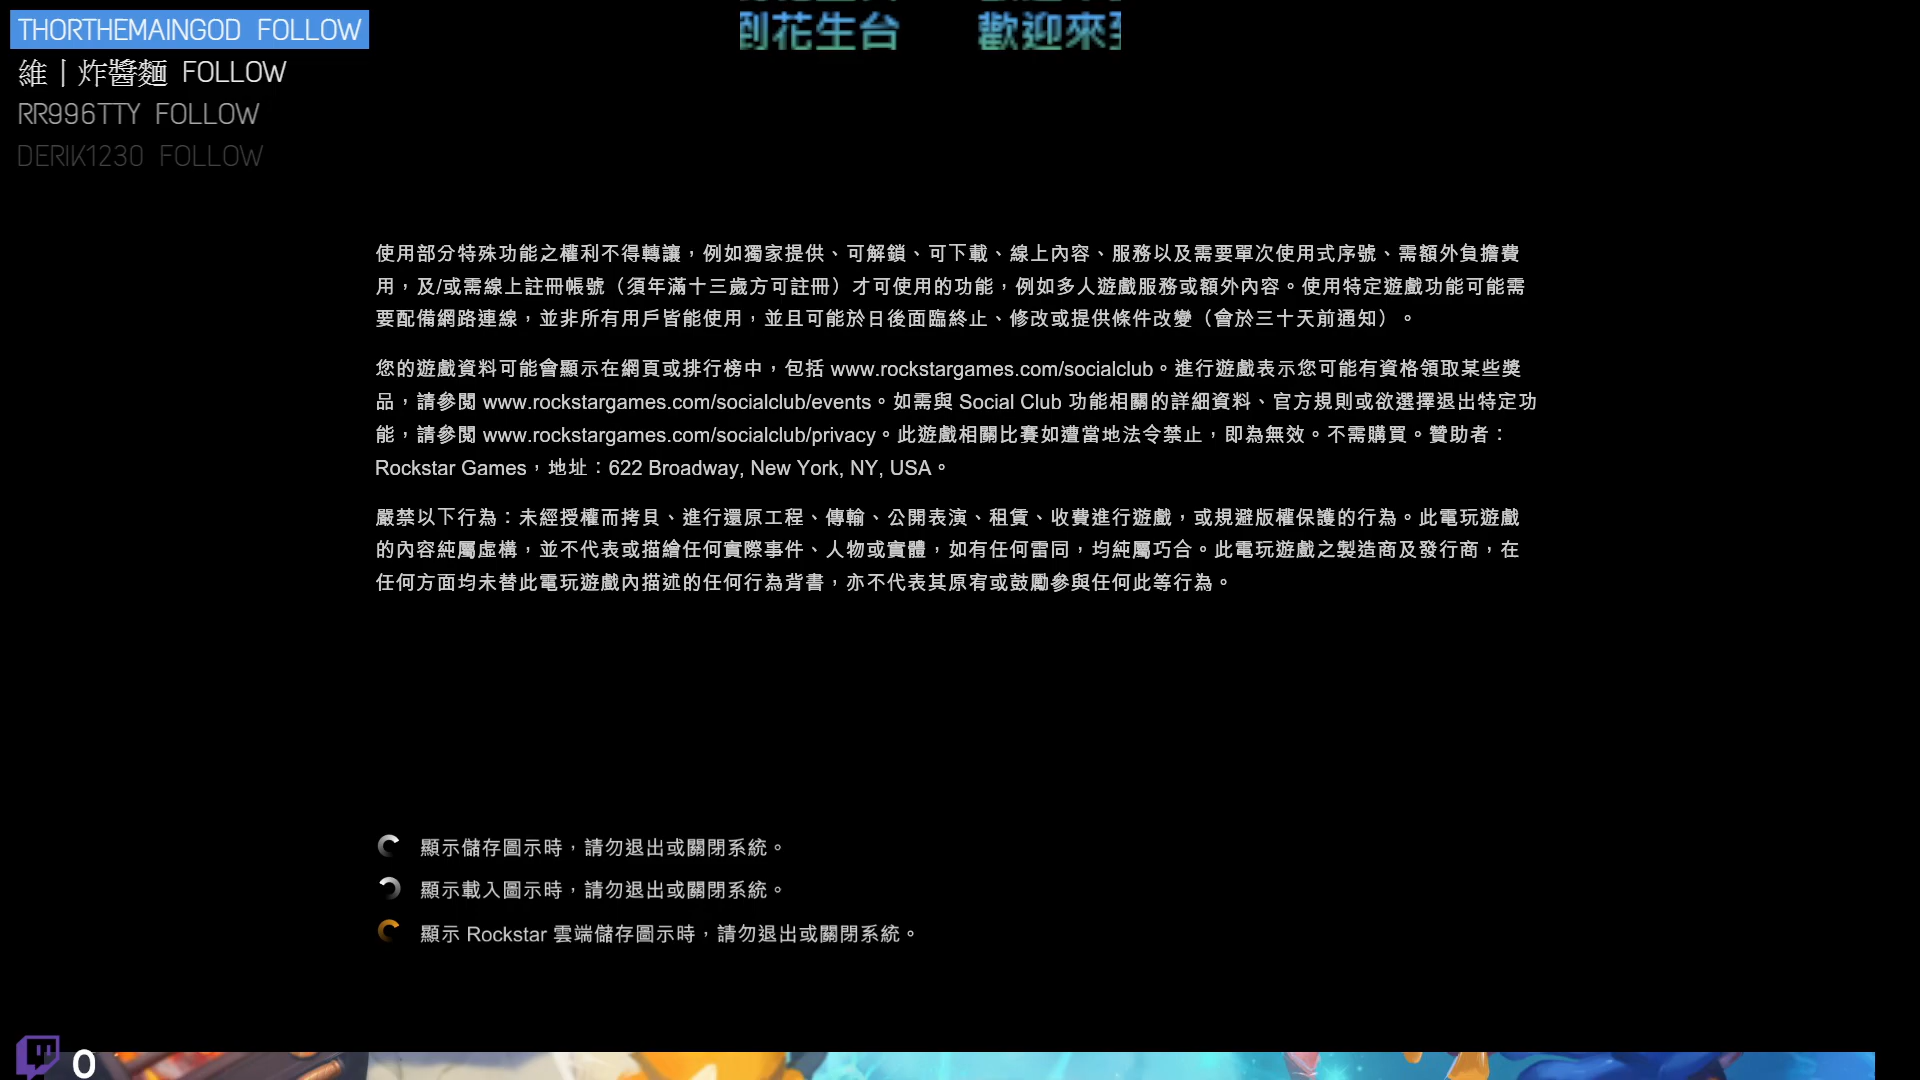 THORTHEMAINGOD FOLLOW
維丨炸醬麵 FOLLOW
RR996TTY FOLLOW
DERIK1230 FOLLOW
到花生台 歡迎來到
使用部分特殊功能之權利不得轉讓，例如獨家提供、可解鎖、可下載、線上內容、服務以及需要單次使用式序號、需額外負擔費
用，及/或需線上註冊帳號（須年滿十三歲方可註冊）才可使用的功能，例如多人遊戲服務或額外內容。使用特定遊戲功能可能需
要配備網路連線，並非所有用戶皆能使用，並且可能於日後面臨終止、修改或提供條件改變（會於三十天前通知）。
您的遊戲資料可能會顯示在網頁或排行榜中，包括 www.rockstargames.com/socialclub。進行遊戲表示您可能有資格領取某些獎
品，請參閱 www.rockstargames.com/socialclub/events。如需與 Social Club 功能相關的詳細資料、官方規則或欲選擇退出特定功
能，請參閱 www.rockstargames.com/socialclub/privacy。此遊戲相關比賽如遭當地法令禁止，即為無效。不需購買。贊助者：
Rockstar Games，地址：622 Broadway, New York, NY, USA。
嚴禁以下行為：未經授權而拷貝、進行還原工程、傳輸、公開表演、租賃、收費進行遊戲，或規避版權保護的行為。此電玩遊戲
的內容純屬虛構，並不代表或描繪任何實際事件、人物或實體，如有任何雷同，均純屬巧合。此電玩遊戲之製造商及發行商，在
任何方面均未替此電玩遊戲內描述的任何行為背書，亦不代表其原宥或鼓勵參與任何此等行為。
顯示儲存圖示時，請勿退出或關閉系統。
顯示載入圖示時，請勿退出或關閉系統。
顯示 Rockstar 雲端儲存圖示時，請勿退出或關閉系統。
0